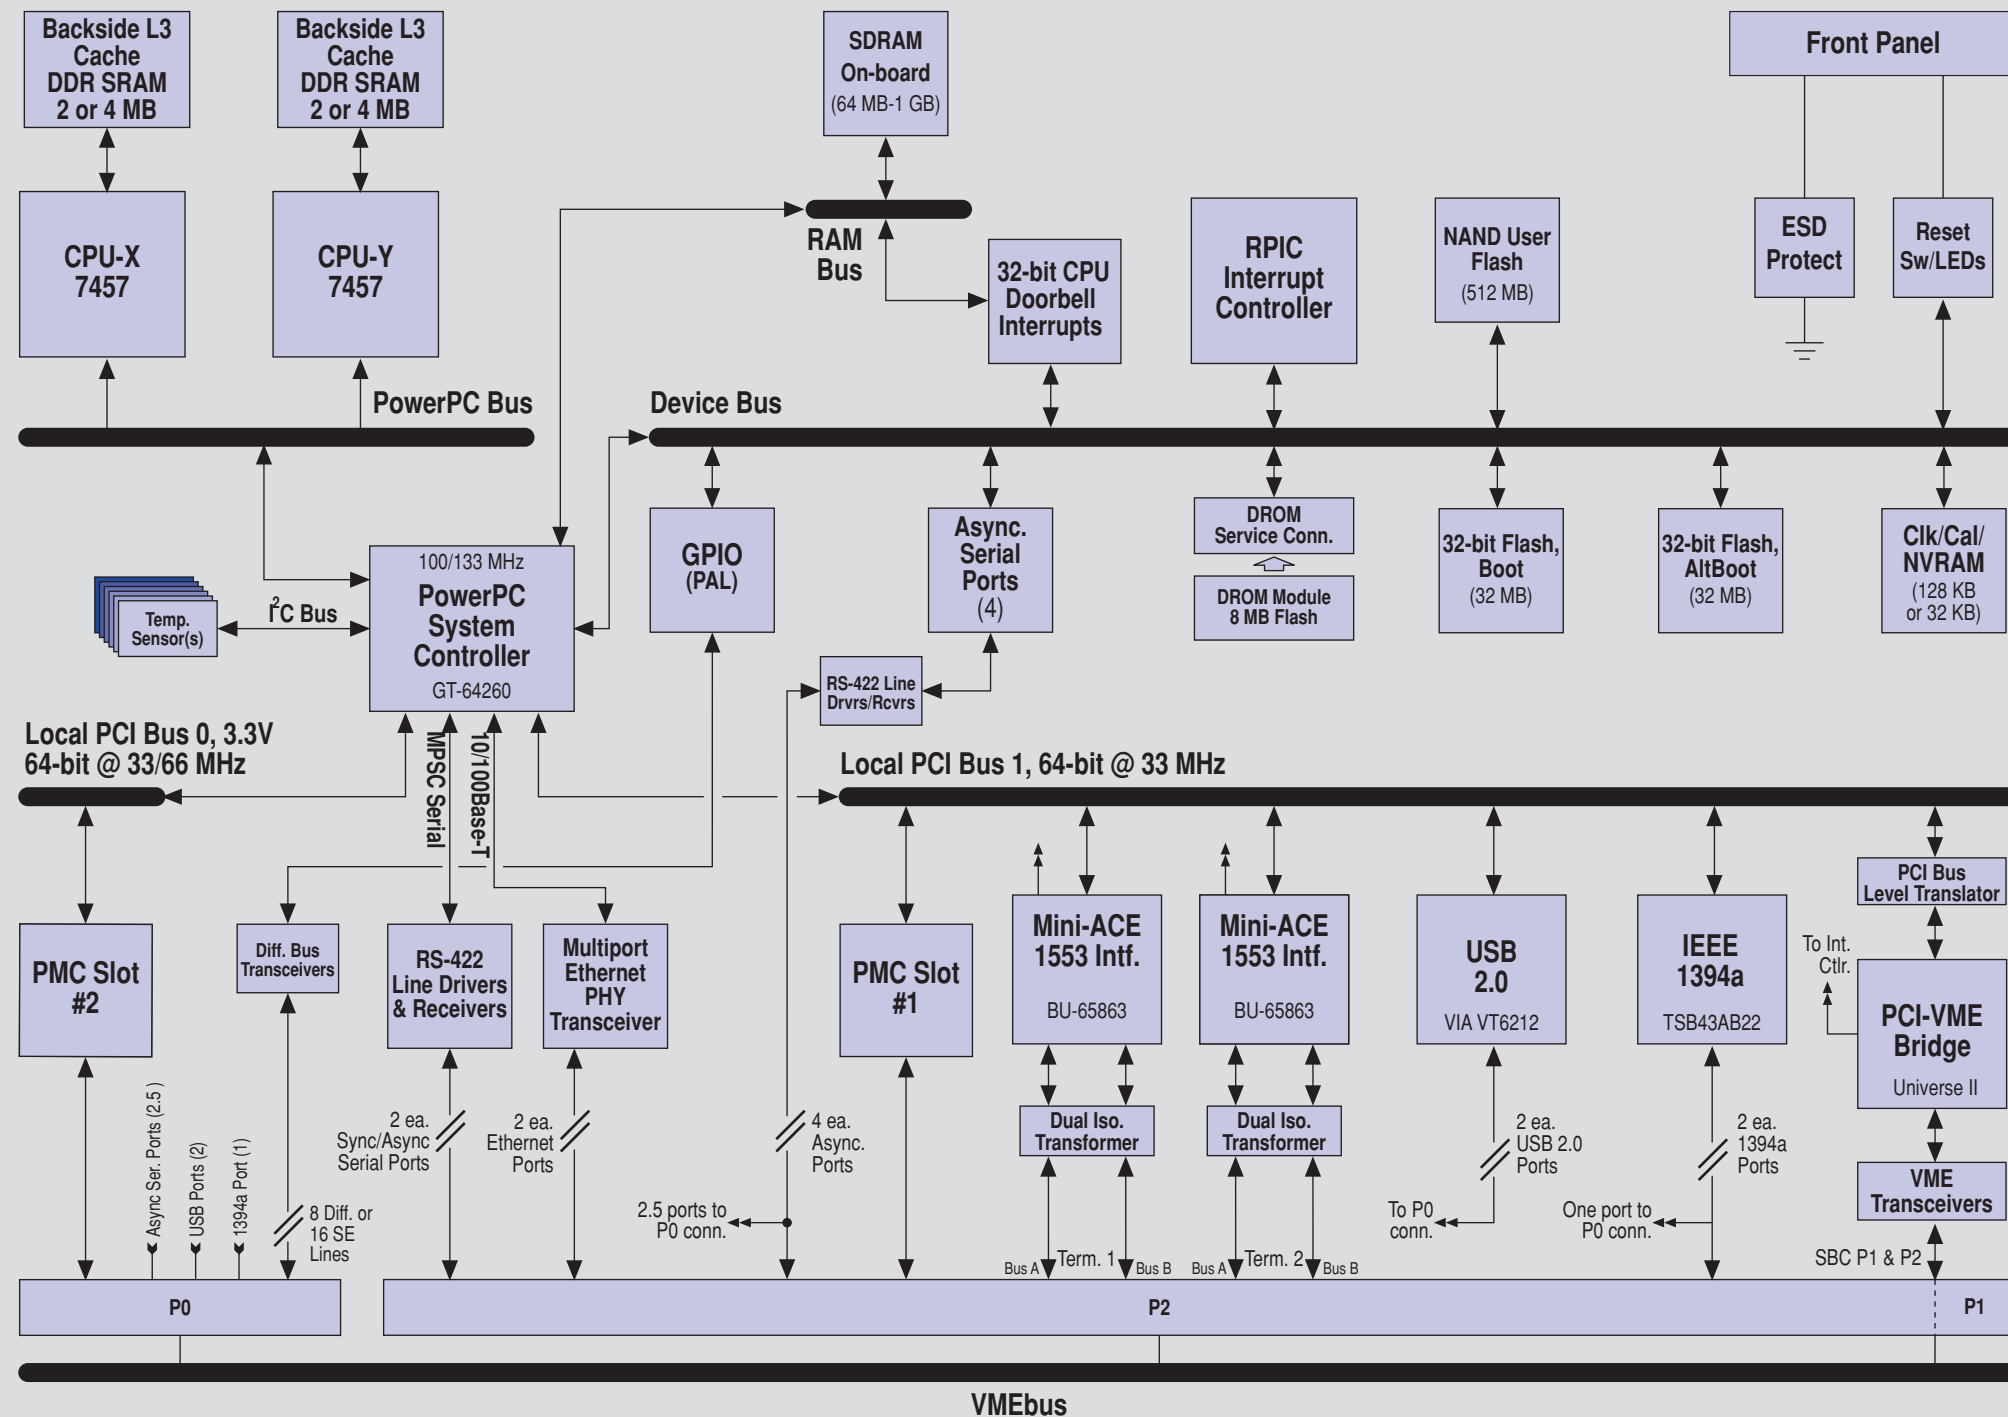 Backside L3
Cache
DDR SRAM
2 or 4 MB
Backside L3
Cache
DDR SRAM
2 or 4 MB
SDRAM
On-board
(64 MB-1 GB)
Front Panel
CPU-X
7457
CPU-Y
7457
RAM
Bus
32-bit CPU
Doorbell
Interrupts
RPIC
Interrupt
Controller
NAND User
Flash
(512 MB)
ESD
Protect
Reset
Sw/LEDs
PowerPC Bus
Device Bus
100/133 MHz
PowerPC
System
Controller
GT-64260
I²C Bus
Temp.
Sensor(s)
GPIO
(PAL)
Async.
Serial
Ports
(4)
DROM
Service Conn.
DROM Module
8 MB Flash
32-bit Flash,
Boot
(32 MB)
32-bit Flash,
AltBoot
(32 MB)
Clk/Cal/
NVRAM
(128 KB
or 32 KB)
RS-422 Line
Drvrs/Rcvrs
Local PCI Bus 0, 3.3V
64-bit @ 33/66 MHz
MPSC Serial
10/100Base-T
Local PCI Bus 1, 64-bit @ 33 MHz
PMC Slot
#2
Diff. Bus
Transceivers
RS-422
Line Drivers
& Receivers
Multiport
Ethernet
PHY
Transceiver
PMC Slot
#1
Mini-ACE
1553 Intf.
BU-65863
Mini-ACE
1553 Intf.
BU-65863
USB
2.0
VIA VT6212
IEEE
1394a
TSB43AB22
PCI Bus
Level Translator
To Int.
Ctlr.
PCI-VME
Bridge
Universe II
Dual Iso.
Transformer
Dual Iso.
Transformer
VME
Transceivers
Async Ser. Ports (2.5 )
USB Ports (2)
1394a Port (1)
8 Diff. or
16 SE
Lines
2 ea.
Sync/Async
Serial Ports
2 ea.
Ethernet
Ports
4 ea.
Async.
Ports
2.5 ports to
P0 conn.
2 ea.
USB 2.0
Ports
To P0
conn.
2 ea.
1394a
Ports
One port to
P0 conn.
Bus A
Term. 1
Bus B
Bus A
Term. 2
Bus B
SBC P1 & P2
P0
P2
P1
VMEbus